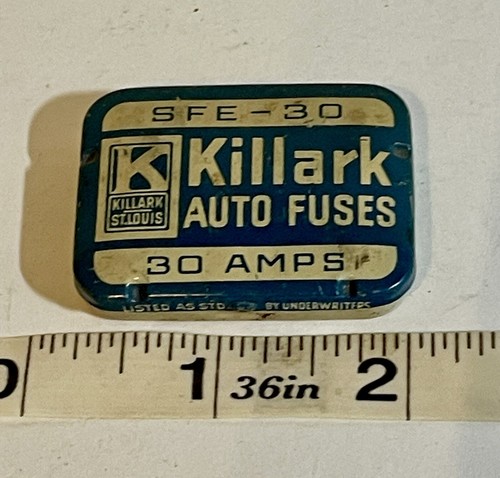 SFE-30
K
KILLARK
ST.LOUIS
Killark
AUTO FUSES
30 AMPS
LISTED AS STD. BY UNDERWRITERS
0 1 36in 2